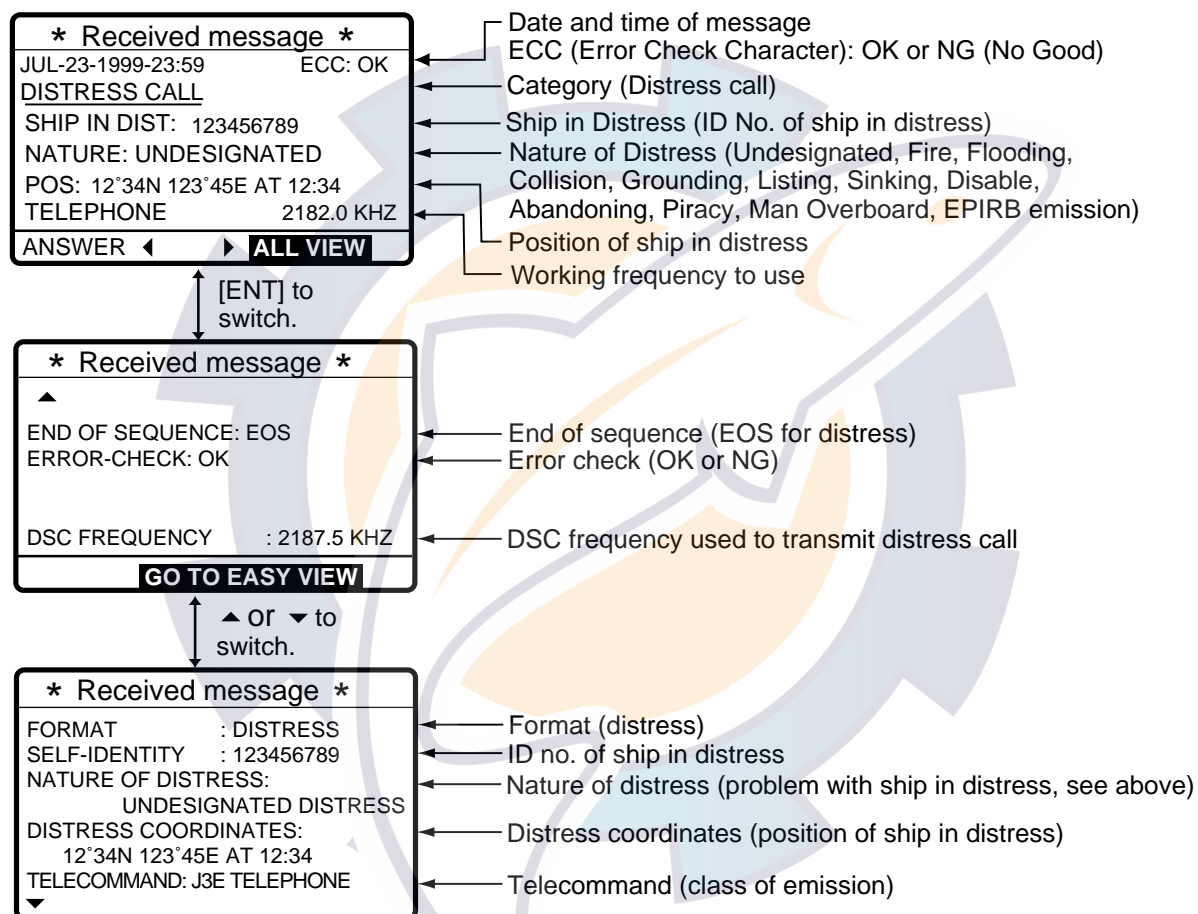 * Received message *
JUL-23-1999-23:59 ECC: OK
DISTRESS CALL
SHIP IN DIST: 123456789
NATURE: UNDESIGNATED
POS: 12˚34N 123˚45E AT 12:34
TELEPHONE 2182.0 KHZ
ANSWER ◀ ▶ ALL VIEW
Date and time of message
ECC (Error Check Character): OK or NG (No Good)
Category (Distress call)
Ship in Distress (ID No. of ship in distress)
Nature of Distress (Undesignated, Fire, Flooding,
Collision, Grounding, Listing, Sinking, Disable,
Abandoning, Piracy, Man Overboard, EPIRB emission)
Position of ship in distress
Working frequency to use
[ENT] to
switch.
* Received message *
▲
END OF SEQUENCE: EOS
ERROR-CHECK: OK
DSC FREQUENCY : 2187.5 KHZ
GO TO EASY VIEW
End of sequence (EOS for distress)
Error check (OK or NG)
DSC frequency used to transmit distress call
▲ or ▼ to
switch.
* Received message *
FORMAT : DISTRESS
SELF-IDENTITY : 123456789
NATURE OF DISTRESS:
UNDESIGNATED DISTRESS
DISTRESS COORDINATES:
12˚34N 123˚45E AT 12:34
TELECOMMAND: J3E TELEPHONE
▼
Format (distress)
ID no. of ship in distress
Nature of distress (problem with ship in distress, see above)
Distress coordinates (position of ship in distress)
Telecommand (class of emission)